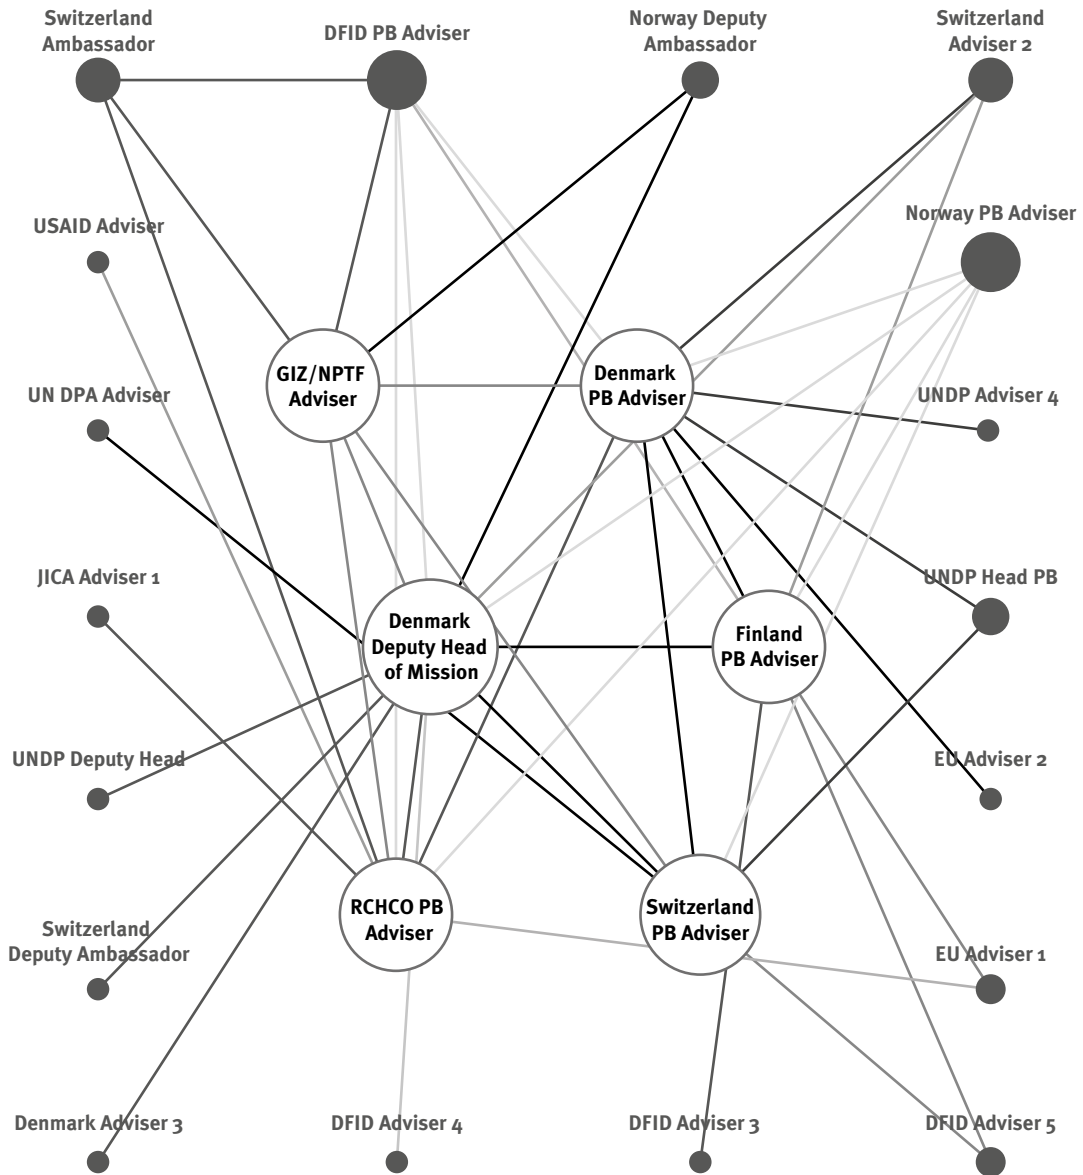 Switzerland
Ambassador
DFID PB Adviser
Norway Deputy
Ambassador
Switzerland
Adviser 2
USAID Adviser
Norway PB Adviser
GIZ/NPTF
Adviser
Denmark
PB Adviser
UN DPA Adviser
UNDP Adviser 4
JICA Adviser 1
UNDP Head PB
Denmark
Deputy Head
of Mission
Finland
PB Adviser
UNDP Deputy Head
EU Adviser 2
RCHCO PB
Adviser
Switzerland
PB Adviser
Switzerland
Deputy Ambassador
EU Adviser 1
Denmark Adviser 3
DFID Adviser 4
DFID Adviser 3
DFID Adviser 5